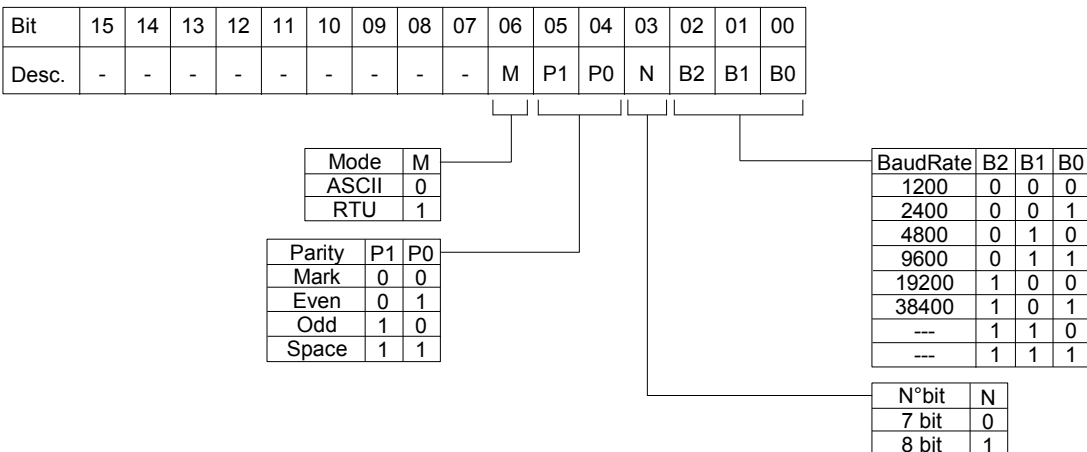 Bit 15 14 13 12 11 10 09 08 07 06 05 04 03 02 01 00
Desc. - - - - - - - - - M P1 P0 N B2 B1 B0
Mode M
ASCII 0
RTU 1
Parity P1 P0
Mark 0 0
Even 0 1
Odd 1 0
Space 1 1
BaudRate B2 B1 B0
1200 0 0 0
2400 0 0 1
4800 0 1 0
9600 0 1 1
19200 1 0 0
38400 1 0 1
--- 1 1 0
--- 1 1 1
N°bit N
7 bit 0
8 bit 1